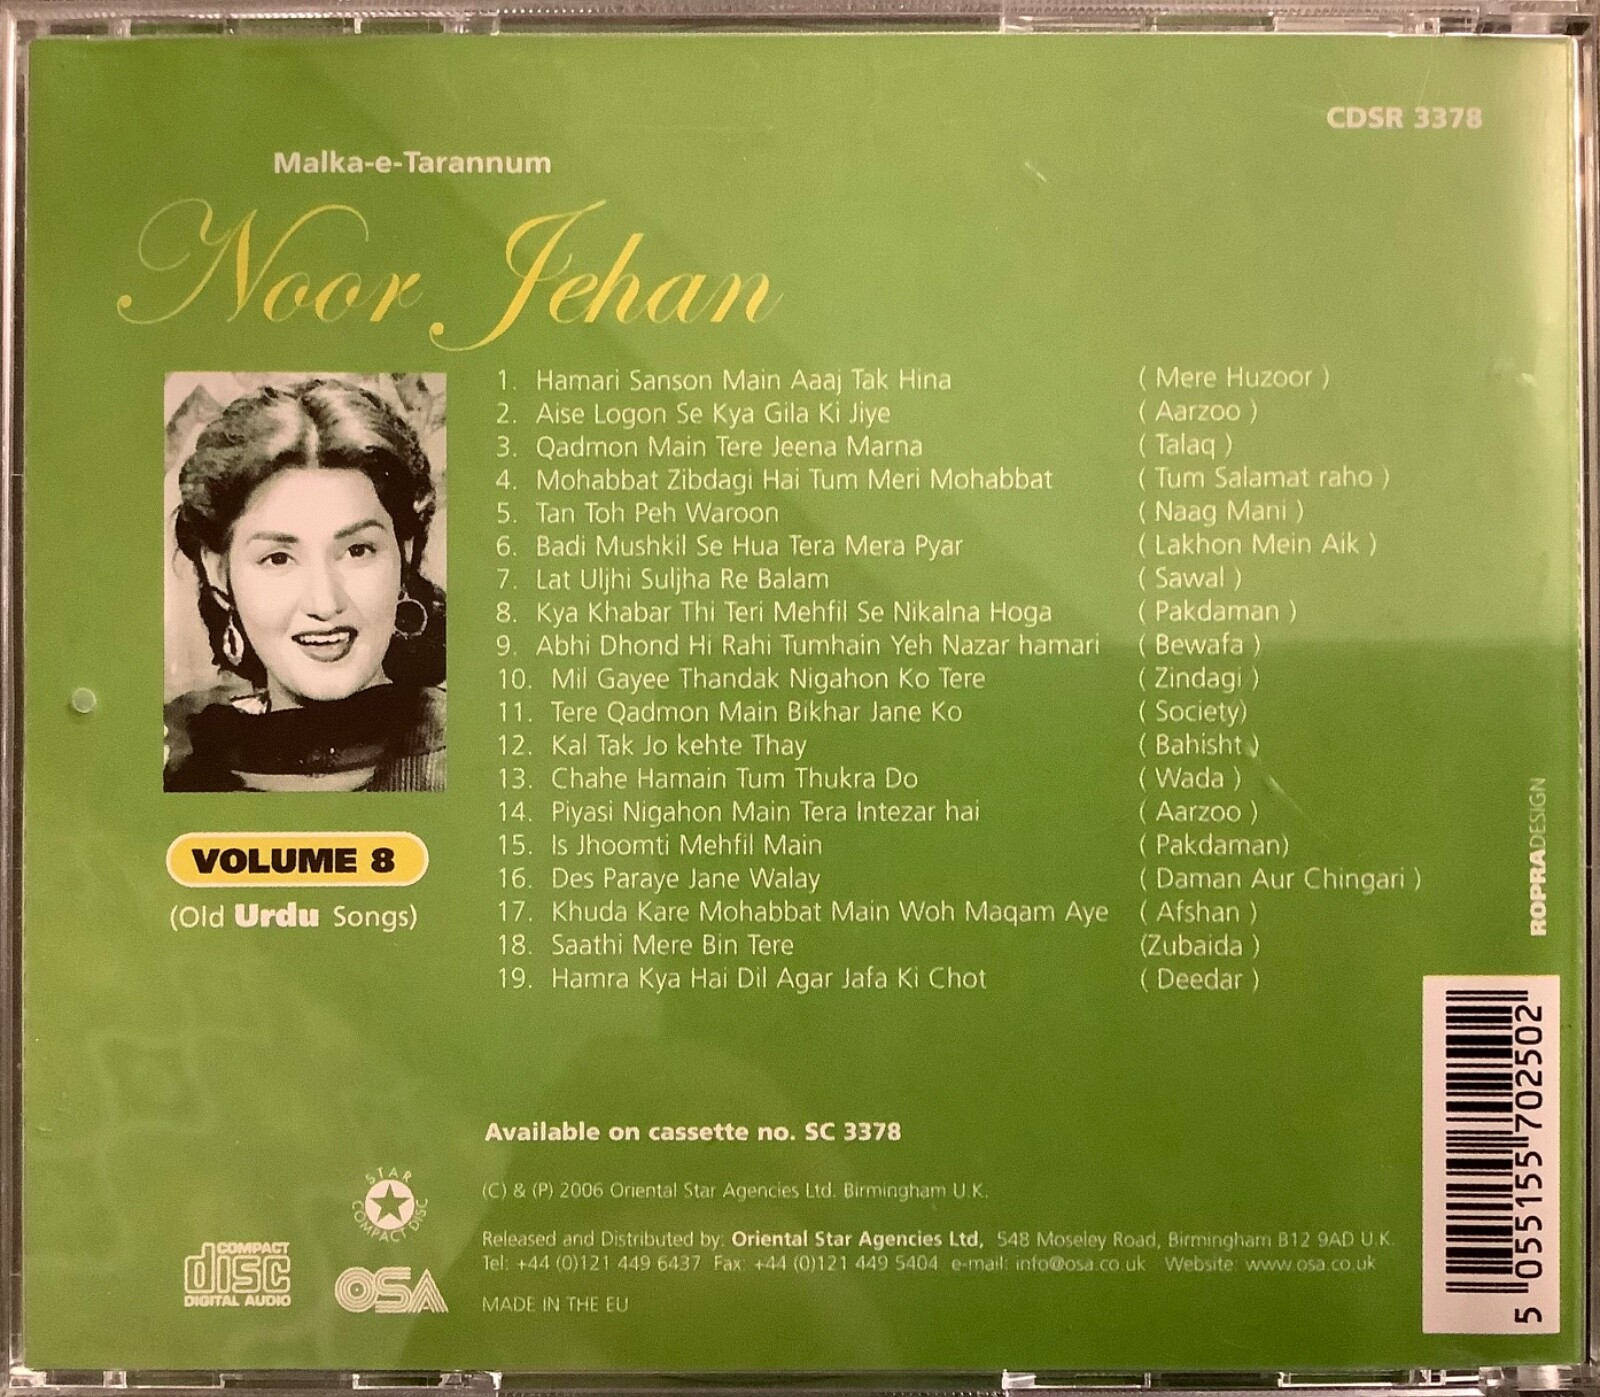 CDSR 3378
Malka-e-Tarannum
Noor Jehan
1. Hamari Sanson Main Aaaj Tak Hina ( Mere Huzoor )
2. Aise Logon Se Kya Gila Ki Jiye ( Aarzoo )
3. Qadmon Main Tere Jeena Marna ( Talaq )
4. Mohabbat Zibdagi Hai Tum Meri Mohabbat ( Tum Salamat raho )
5. Tan Toh Peh Waroon ( Naag Mani )
6. Badi Mushkil Se Hua Tera Mera Pyar ( Lakhon Mein Aik )
7. Lat Uljhi Suljha Re Balam ( Sawal )
8. Kya Khabar Thi Teri Mehfil Se Nikalna Hoga ( Pakdaman )
9. Abhi Dhond Hi Rahi Tumhain Yeh Nazar hamari ( Bewafa )
10. Mil Gayee Thandak Nigahon Ko Tere ( Zindagi )
11. Tere Qadmon Main Bikhar Jane Ko ( Society)
12. Kal Tak Jo kehte Thay ( Bahisht )
13. Chahe Hamain Tum Thukra Do ( Wada )
14. Piyasi Nigahon Main Tera Intezar hai ( Aarzoo )
15. Is Jhoomti Mehfil Main ( Pakdaman)
16. Des Paraye Jane Walay ( Daman Aur Chingari )
17. Khuda Kare Mohabbat Main Woh Maqam Aye ( Afshan )
18. Saathi Mere Bin Tere (Zubaida )
19. Hamra Kya Hai Dil Agar Jafa Ki Chot ( Deedar )
VOLUME 8
(Old Urdu Songs)
ROPRADESIGN
Available on cassette no. SC 3378
(C) & (P) 2006 Oriental Star Agencies Ltd. Birmingham U.K.
Released and Distributed by: Oriental Star Agencies Ltd, 548 Moseley Road, Birmingham B12 9AD U.K.
Tel: +44 (0)121 449 6437 Fax: +44 (0)121 449 5404 e-mail: info@osa.co.uk Website: www.osa.co.uk
MADE IN THE EU
STAR
COMPACT DISC
COMPACT
disc
DIGITAL AUDIO
OSA
5 055155 702502